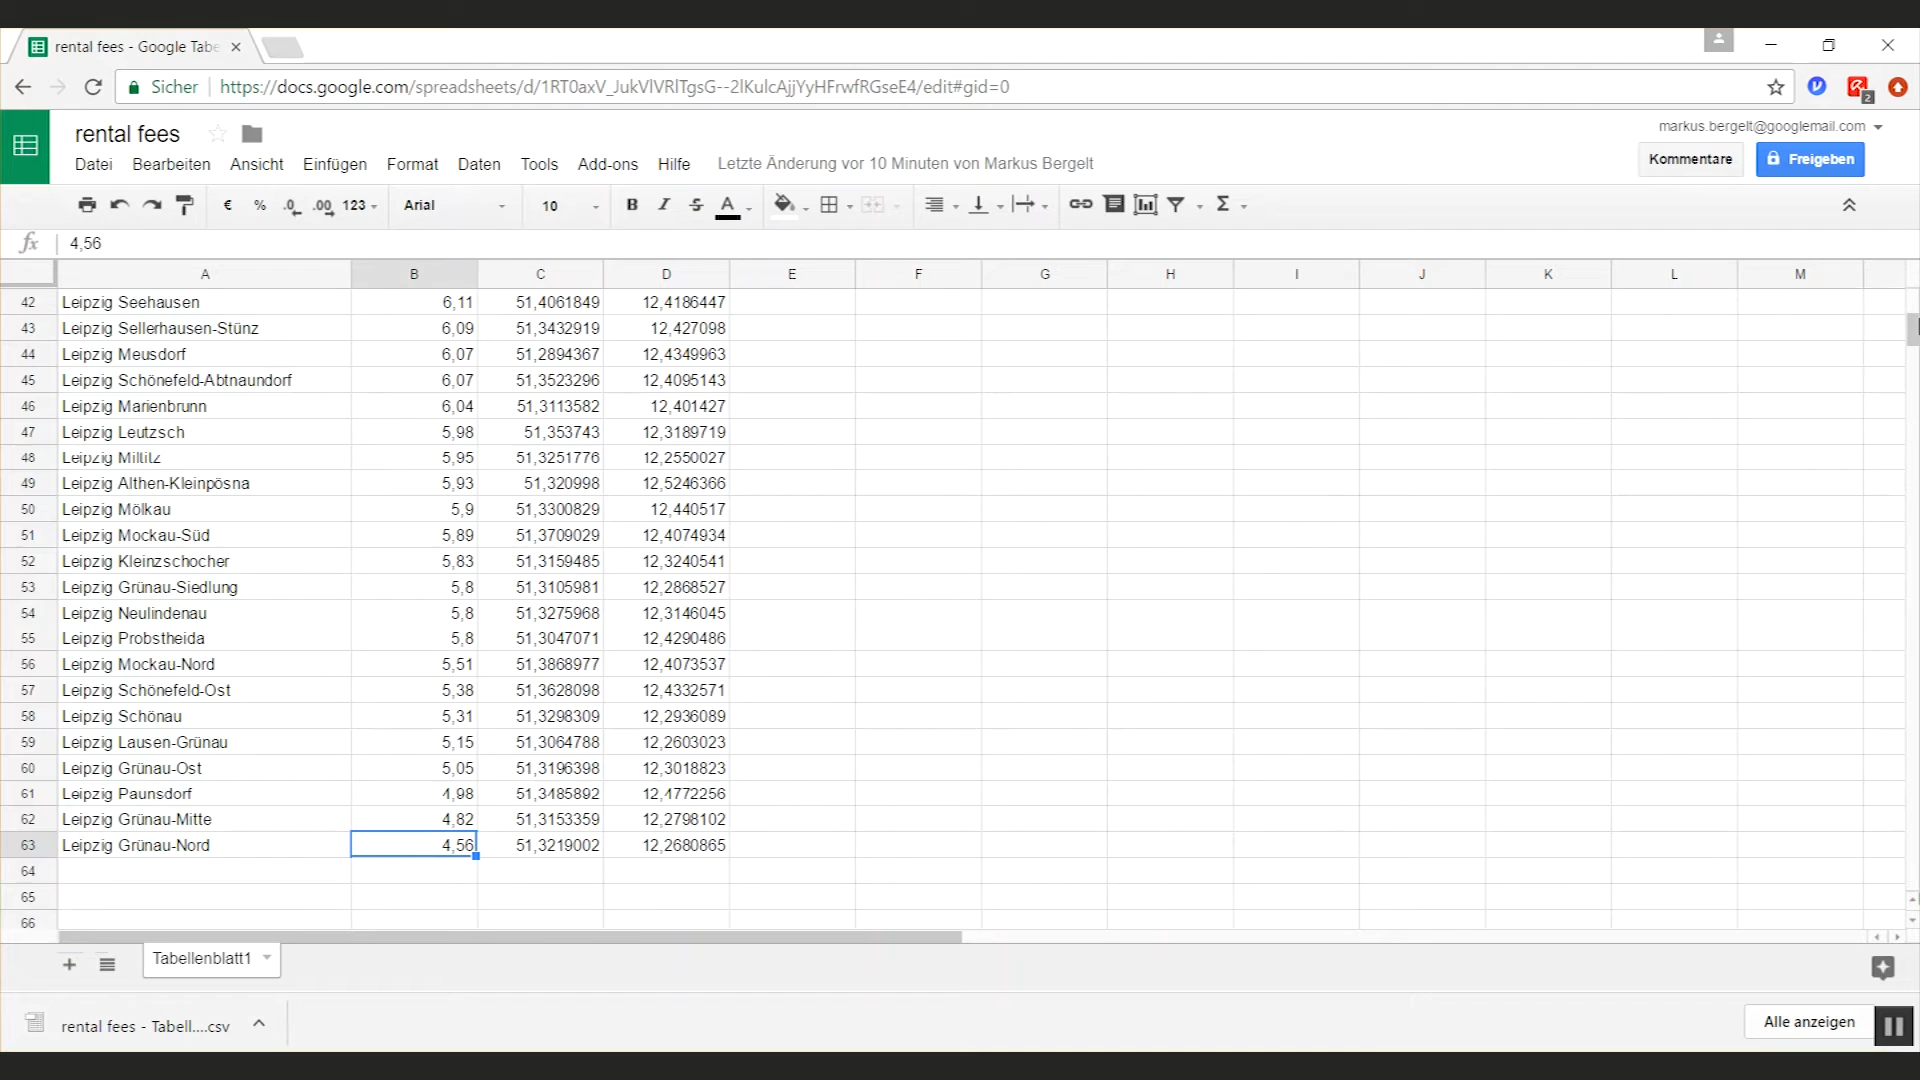 rental fees - Google Tabe
Sicher https://docs.google.com/spreadsheets/d/1RT0axV_JukVlVRlTgsG--2lKulcAjjYyHFrwfRGseE4/edit#gid=0
2
rental fees
markus.bergelt@googlemail.com
Datei Bearbeiten Ansicht Einfügen Format Daten Tools Add-ons Hilfe Letzte Änderung vor 10 Minuten von Markus Bergelt
Kommentare Freigeben
€ % .0 .00 123 Arial 10 B I S A Σ
fx 4,56
A B C D E F G H I J K L M
42 Leipzig Seehausen 6,11 51,4061849 12,4186447
43 Leipzig Sellerhausen-Stünz 6,09 51,3432919 12,427098
44 Leipzig Meusdorf 6,07 51,2894367 12,4349963
45 Leipzig Schönefeld-Abtnaundorf 6,07 51,3523296 12,4095143
46 Leipzig Marienbrunn 6,04 51,3113582 12,401427
47 Leipzig Leutzsch 5,98 51,353743 12,3189719
48 Leipzig Miltitz 5,95 51,3251776 12,2550027
49 Leipzig Althen-Kleinpösna 5,93 51,320998 12,5246366
50 Leipzig Mölkau 5,9 51,3300829 12,440517
51 Leipzig Mockau-Süd 5,89 51,3709029 12,4074934
52 Leipzig Kleinzschocher 5,83 51,3159485 12,3240541
53 Leipzig Grünau-Siedlung 5,8 51,3105981 12,2868527
54 Leipzig Neulindenau 5,8 51,3275968 12,3146045
55 Leipzig Probstheida 5,8 51,3047071 12,4290486
56 Leipzig Mockau-Nord 5,51 51,3868977 12,4073537
57 Leipzig Schönefeld-Ost 5,38 51,3628098 12,4332571
58 Leipzig Schönau 5,31 51,3298309 12,2936089
59 Leipzig Lausen-Grünau 5,15 51,3064788 12,2603023
60 Leipzig Grünau-Ost 5,05 51,3196398 12,3018823
61 Leipzig Paunsdorf 4,98 51,3485892 12,4772256
62 Leipzig Grünau-Mitte 4,82 51,3153359 12,2798102
63 Leipzig Grünau-Nord 4,56 51,3219002 12,2680865
64
65
66
Tabellenblatt1
rental fees - Tabell....csv
Alle anzeigen